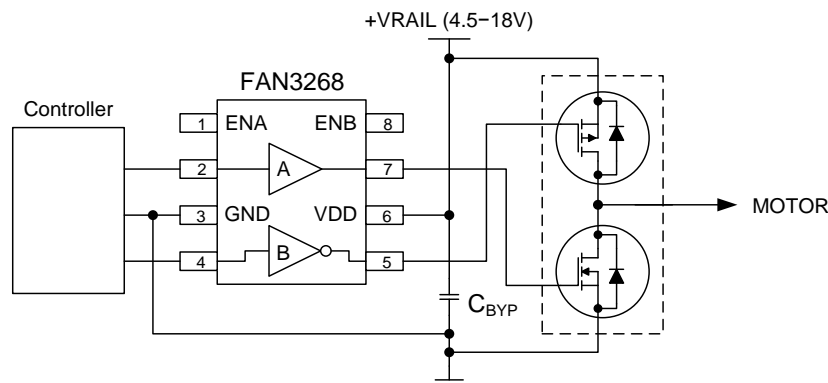 +VRAIL (4.5−18V)
FAN3268
Controller
1 ENA ENB 8
2 A 7
3 GND VDD 6
4 B 5
MOTOR
CBYP